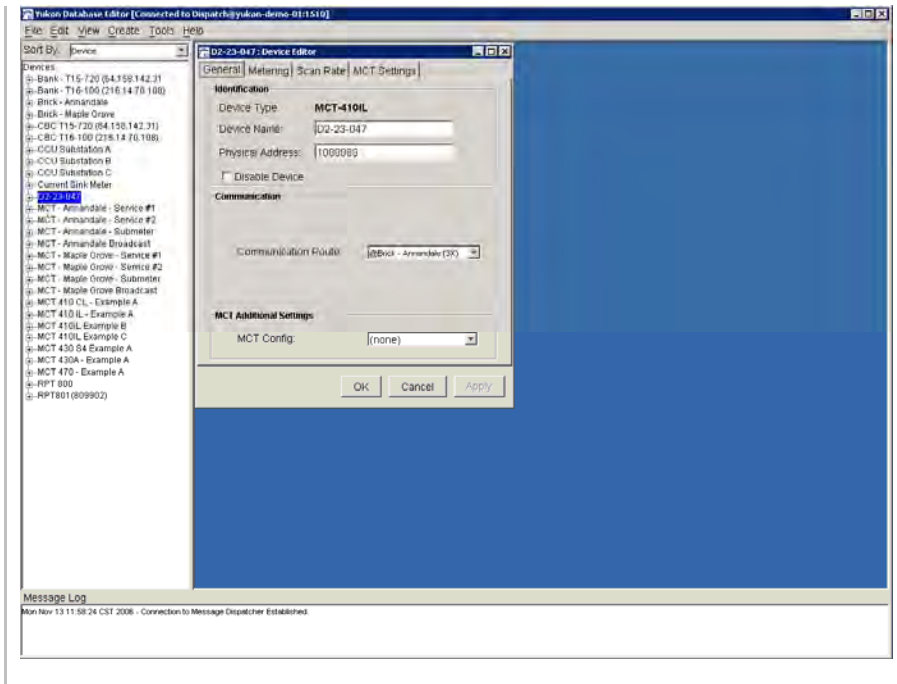 Yukon Database Editor [Connected to Dispatch@yukon-demo-01:1510]
File Edit View Create Tools Help
Sort By: Device
Devices
Bank - T15-720 (64.158.142.31
Bank - T16-100 (216.14.70.108)
Brick - Annandale
Brick - Maple Grove
CBC T15-720 (64.158.142.31)
CBC T16-100 (216.14.70.108)
CCU Substation A
CCU Substation B
CCU Substation C
Current Sink Meter
D2-23-047
MCT - Annandale - Service #1
MCT - Annandale - Service #2
MCT - Annandale - Submeter
MCT - Annandale Broadcast
MCT - Maple Grove - Service #1
MCT - Maple Grove - Service #2
MCT - Maple Grove - Submeter
MCT - Maple Grove Broadcast
MCT 410 CL - Example A
MCT 410 IL - Example A
MCT 410IL Example B
MCT 410IL Example C
MCT 430 S4 Example A
MCT 430A - Example A
MCT 470 - Example A
RPT 800
RPT801 (809902)
D2-23-047 : Device Editor
General Metering Scan Rate MCT Settings
Identification
Device Type MCT-410IL
Device Name: D2-23-047
Physical Address:
Disable Device
Communication
Communication Route: @Brick - Annandale (3X)
MCT Additional Settings
MCT Config: (none)
OK Cancel Apply
Message Log
Mon Nov 13 11:58:24 CST 2006 - Connection to Message Dispatcher Established.